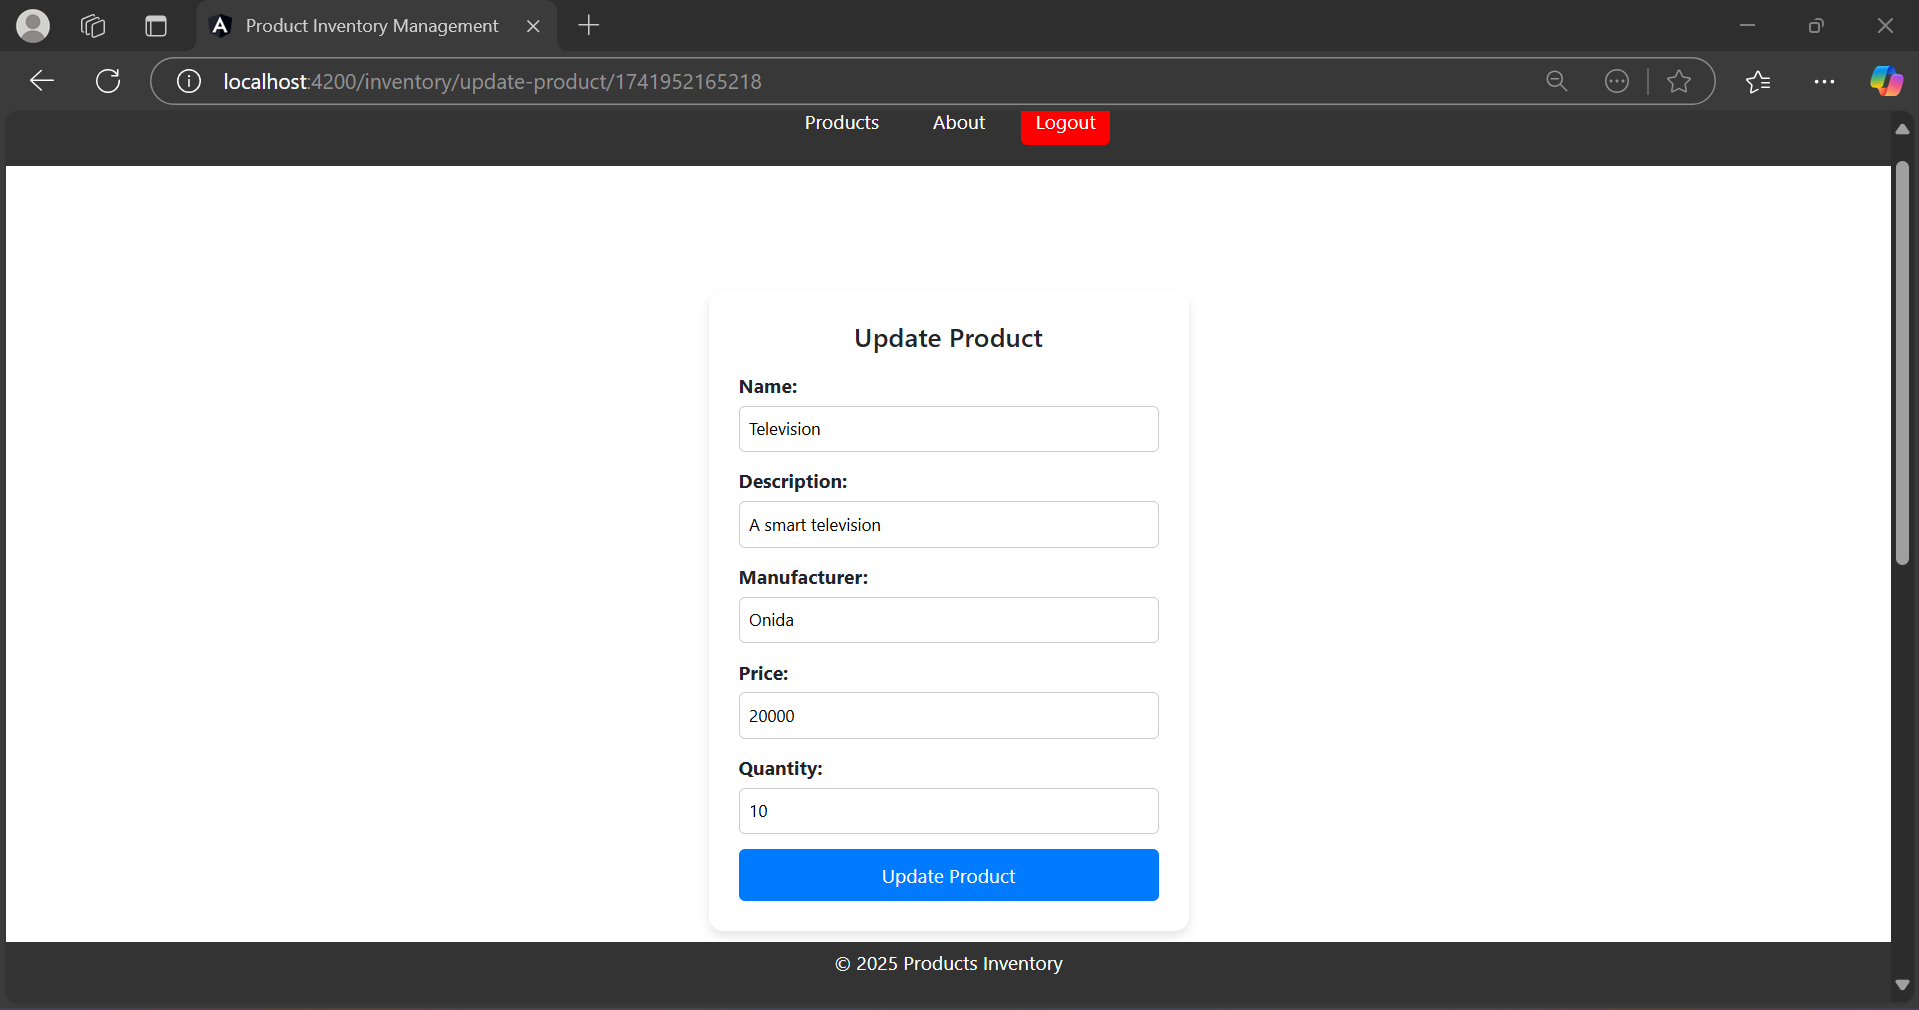 Product Inventory Management
localhost:4200/inventory/update-product/1741952165218
Products About Logout
Update Product
Name:
Television
Description:
A smart television
Manufacturer:
Onida
Price:
20000
Quantity:
10
Update Product
© 2025 Products Inventory